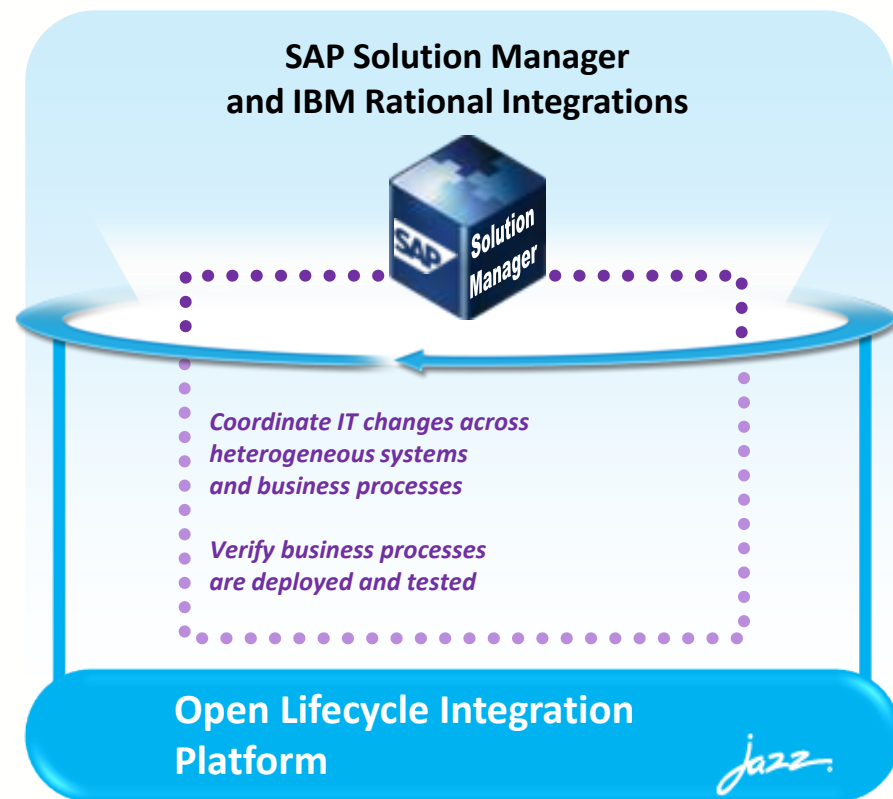 SAP Solution Manager
and IBM Rational Integrations
SAP
Solution
Manager
Coordinate IT changes across
heterogeneous systems
and business processes
Verify business processes
are deployed and tested
Open Lifecycle Integration
Platform
jazz